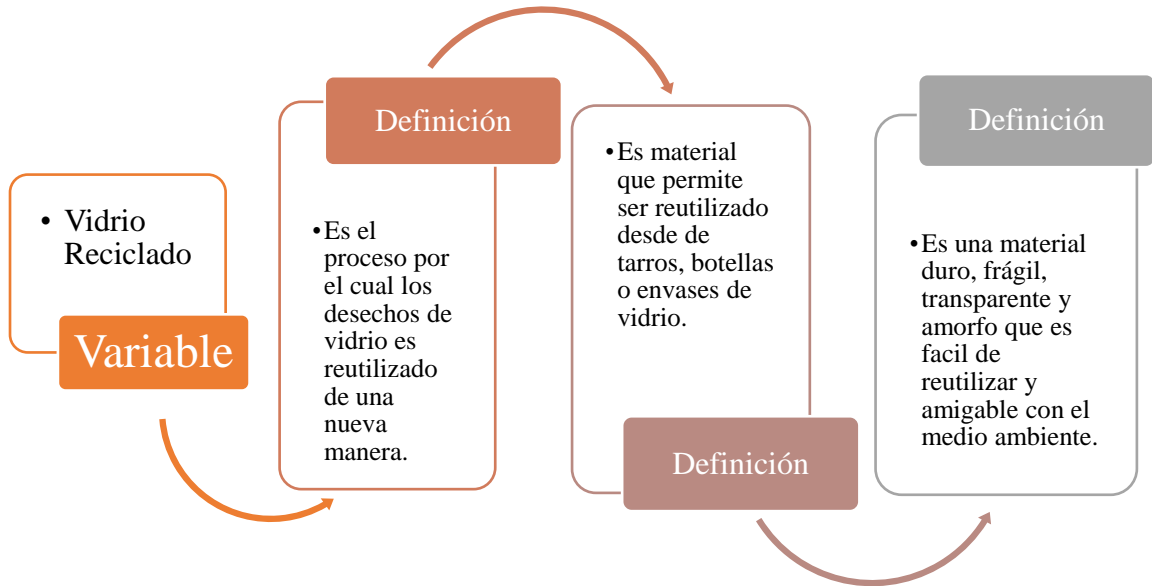 • Vidrio
Reciclado
Variable
Definición
•Es el
proceso por
el cual los
desechos de
vidrio es
reutilizado
de una
nueva
manera.
•Es material
que permite
ser reutilizado
desde de
tarros, botellas
o envases de
vidrio.
Definición
Definición
•Es una material
duro, frágil,
transparente y
amorfo que es
facil de
reutilizar y
amigable con el
medio ambiente.